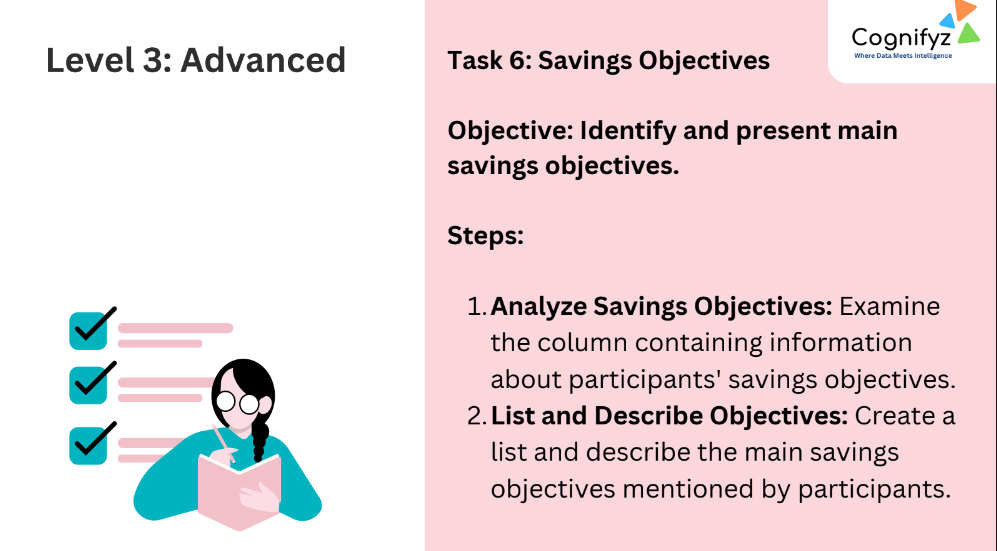 Level 3: Advanced
Cognifyz
Where Data Meets Intelligence
Task 6: Savings Objectives
Objective: Identify and present main
savings objectives.
Steps:
1. Analyze Savings Objectives: Examine
the column containing information
about participants' savings objectives.
2. List and Describe Objectives: Create a
list and describe the main savings
objectives mentioned by participants.